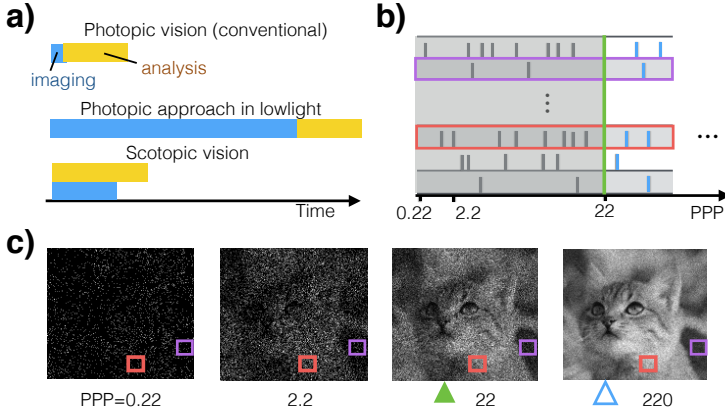 a)
Photopic vision (conventional)
imaging
analysis
Photopic approach in lowlight
Scotopic vision
Time
b)
...
0.22 2.2 22 PPP
c)
PPP=0.22 2.2 22 220